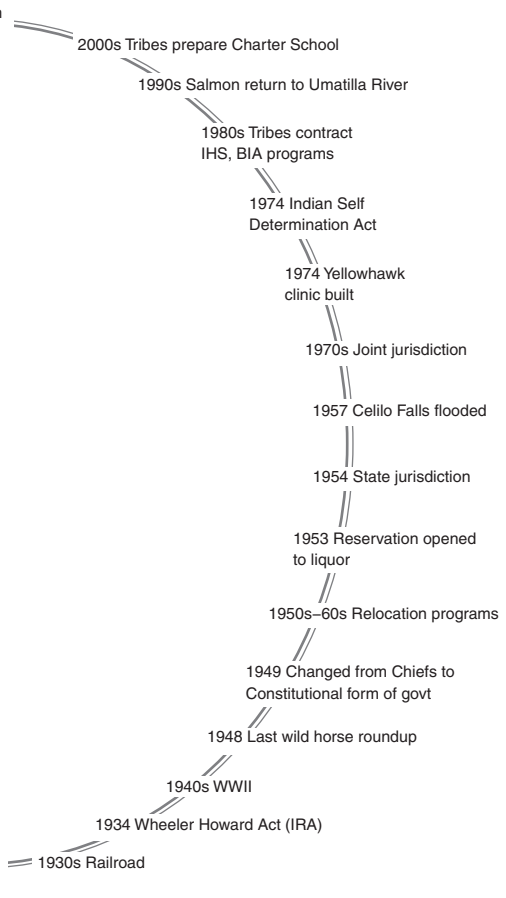 2000s Tribes prepare Charter School
1990s Salmon return to Umatilla River
1980s Tribes contract
IHS, BIA programs
1974 Indian Self
Determination Act
1974 Yellowhawk
clinic built
1970s Joint jurisdiction
1957 Celilo Falls flooded
1954 State jurisdiction
1953 Reservation opened
to liquor
1950s–60s Relocation programs
1949 Changed from Chiefs to
Constitutional form of govt
1948 Last wild horse roundup
1940s WWII
1934 Wheeler Howard Act (IRA)
1930s Railroad